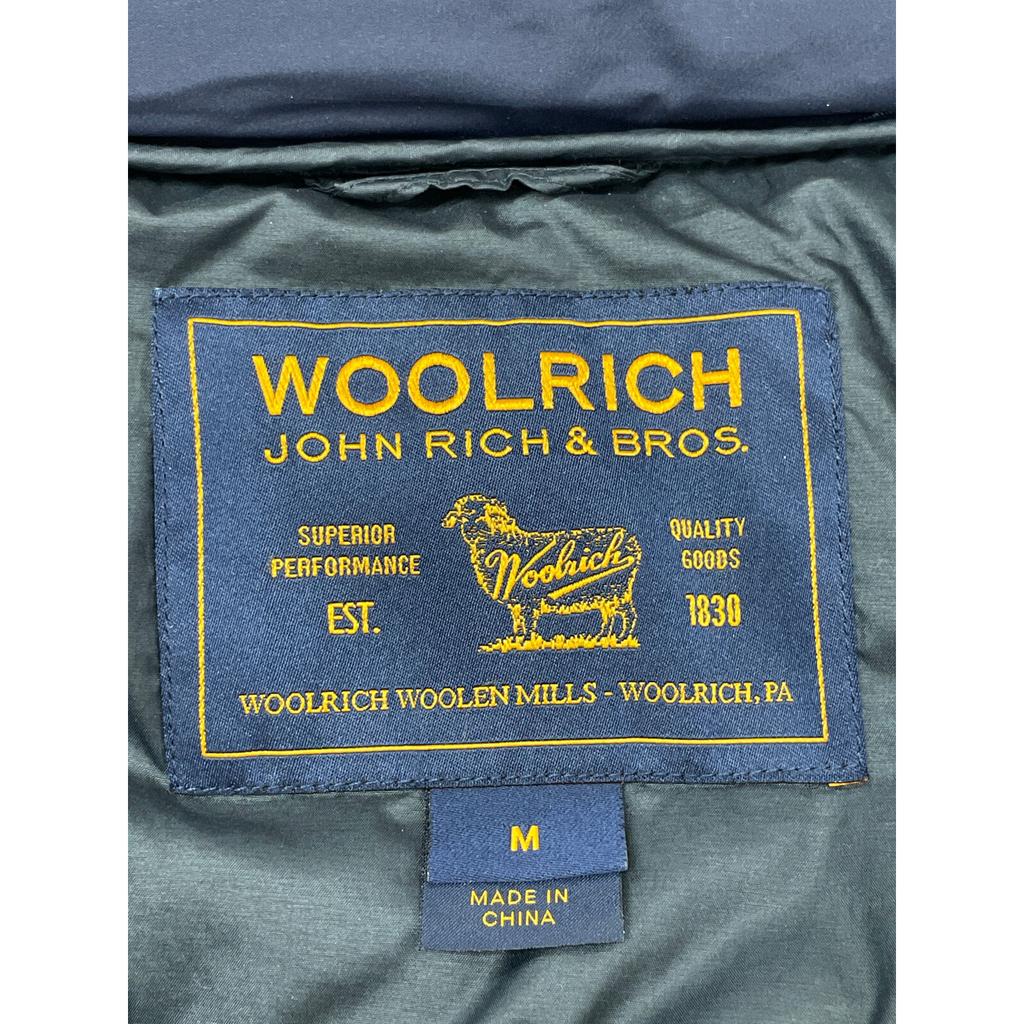 WOOLRICH
JOHN RICH & BROS.
SUPERIOR
PERFORMANCE
EST.
Woolrich
QUALITY
GOODS
1830
WOOLRICH WOOLEN MILLS - WOOLRICH, PA
M
MADE IN
CHINA